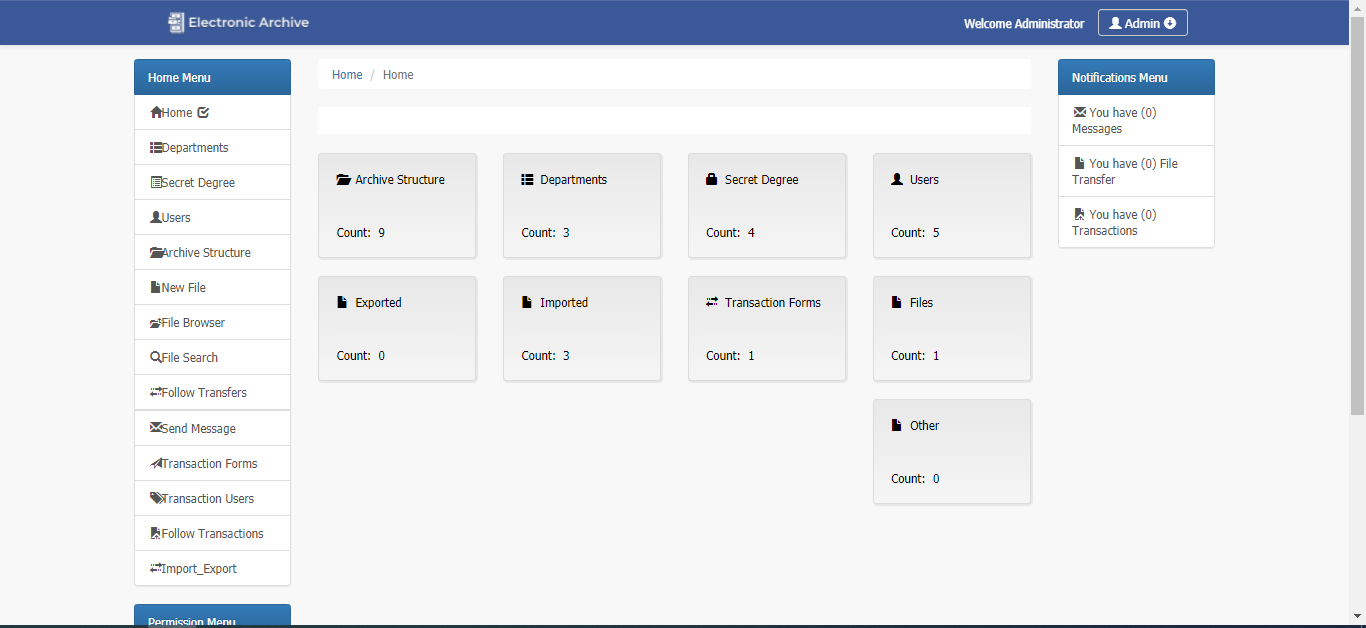 Electronic Archive
Welcome Administrator
Admin
Home Menu
Home
Departments
Secret Degree
Users
Archive Structure
New File
File Browser
File Search
Follow Transfers
Send Message
Transaction Forms
Transaction Users
Follow Transactions
Import_Export
Permission Menu
Home / Home
Archive Structure
Count: 9
Departments
Count: 3
Secret Degree
Count: 4
Users
Count: 5
Exported
Count: 0
Imported
Count: 3
Transaction Forms
Count: 1
Files
Count: 1
Other
Count: 0
Notifications Menu
You have (0)
Messages
You have (0) File
Transfer
You have (0)
Transactions